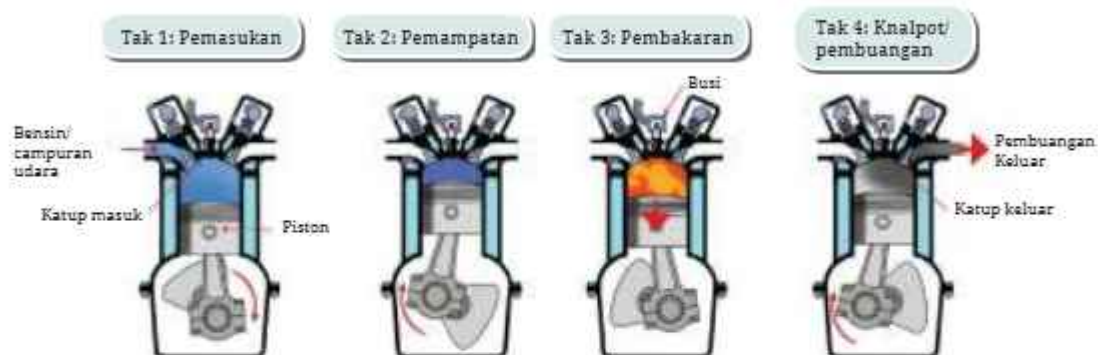 Tak 1: Pemasukan
Tak 2: Pemampatan
Tak 3: Pembakaran
Tak 4: Knalpot/
pembuangan
Bensin/
campuran
udara
Katup masuk
Piston
Busi
Pembuangan
Keluar
Katup keluar